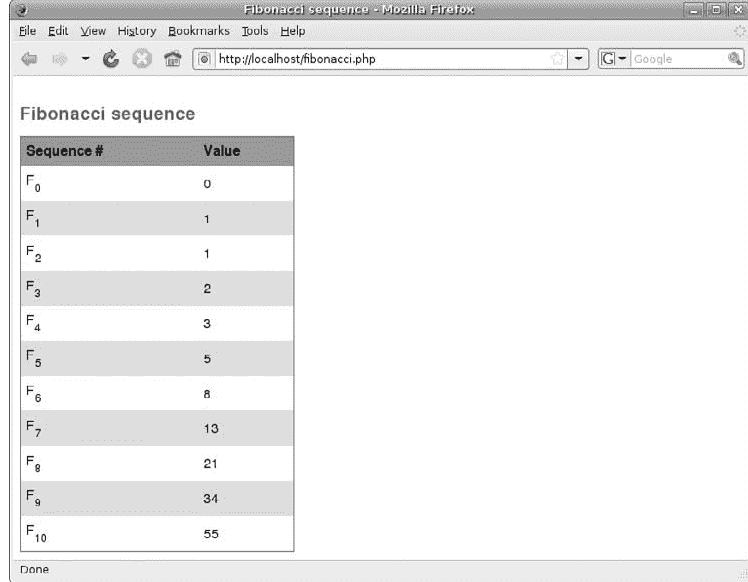 Fibonacci sequence - Mozilla Firefox
File Edit View History Bookmarks Tools Help
http://localhost/fibonacci.php G Google
Fibonacci sequence
Sequence # Value
F0 0
F1 1
F2 1
F3 2
F4 3
F5 5
F6 8
F7 13
F8 21
F9 34
F10 55
Done